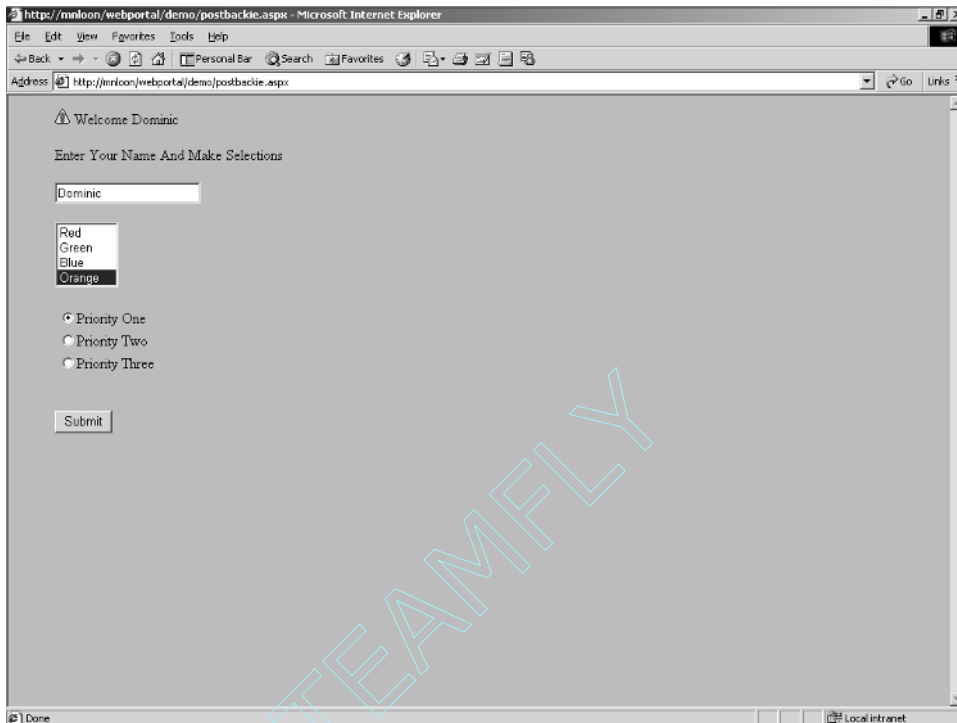 http://mnloon/webportal/demo/postbackie.aspx - Microsoft Internet Explorer
File Edit View Favorites Tools Help
Back Personal Bar Search Favorites
Address http://mnloon/webportal/demo/postbackie.aspx Go Links
Welcome Dominic
Enter Your Name And Make Selections
Dominic
Red
Green
Blue
Orange
Priority One
Priority Two
Priority Three
Submit
TEAMFLY
Done Local intranet